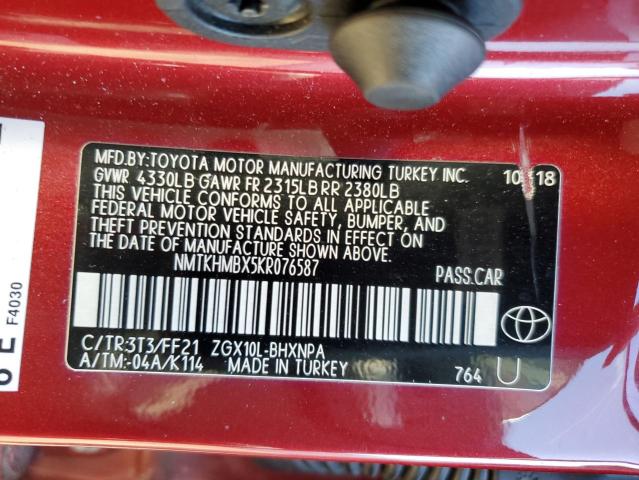 MFD.BY:TOYOTA MOTOR MANUFACTURING TURKEY INC. 10/18
GVWR 4330LB GAWR FR 2315LB RR 2380LB
THIS VEHICLE CONFORMS TO ALL APPLICABLE
FEDERAL MOTOR VEHICLE SAFETY, BUMPER, AND
THEFT PREVENTION STANDARDS IN EFFECT ON
THE DATE OF MANUFACTURE SHOWN ABOVE.
NMTKHMBX5KR076587 PASS.CAR
C/TR:3T3/FF21 ZGX10L-BHXNPA
A/TM:-04A/K114 MADE IN TURKEY 764 U
F4030